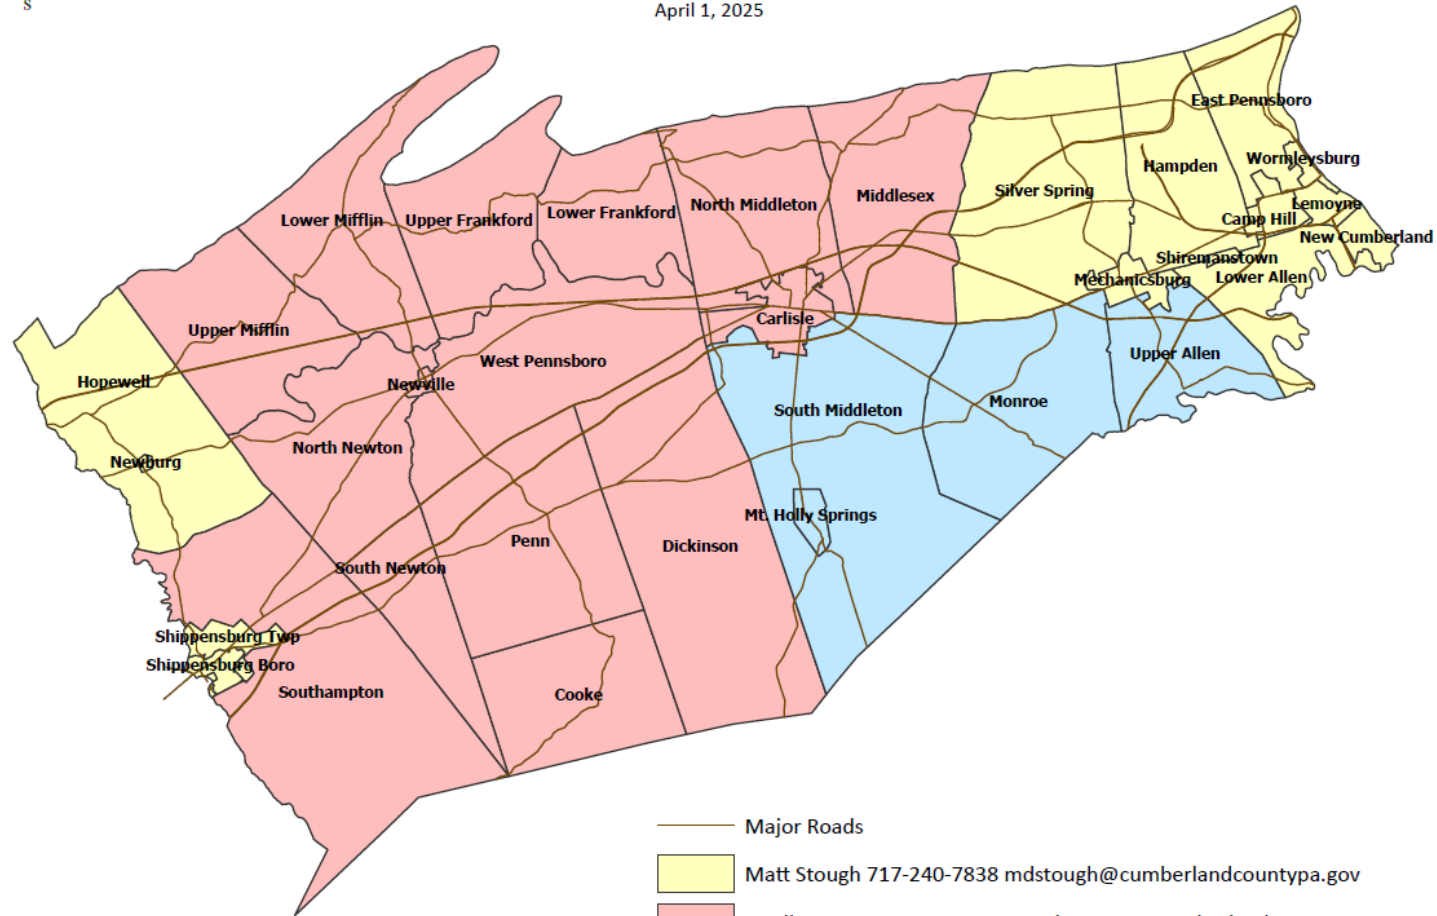 s
April 1, 2025
East Pennsboro
Wormleysburg
Hampden
Silver Spring
Middlesex
Lemoyne
North Middleton
Lower Frankford
Camp Hill
Lower Mifflin
Upper Frankford
New Cumberland
Shiremanstown
Lower Allen
Mechanicsburg
Carlisle
Upper Mifflin
Upper Allen
West Pennsboro
Hopewell
Newville
Monroe
South Middleton
North Newton
Newburg
Mt. Holly Springs
Penn
Dickinson
South Newton
Shippensburg Twp
Shippensburg Boro
Southampton
Cooke
Major Roads
Matt Stough 717-240-7838 mdstough@cumberlandcountypa.gov